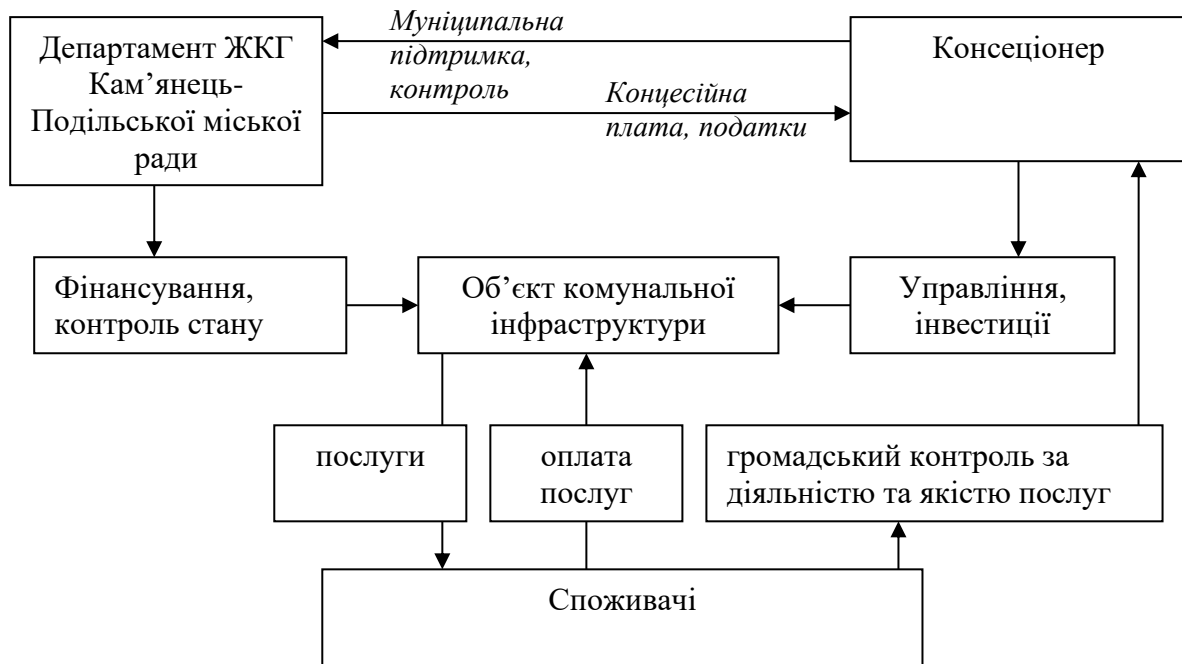 Департамент ЖКГ
Кам’янець-
Подільської міської
ради
Муніципальна
підтримка,
контроль
Концесійна
плата, податки
Консеціонер
Фінансування,
контроль стану
Об’єкт комунальної
інфраструктури
Управління,
інвестиції
послуги
оплата
послуг
громадський контроль за
діяльністю та якістю послуг
Споживачі